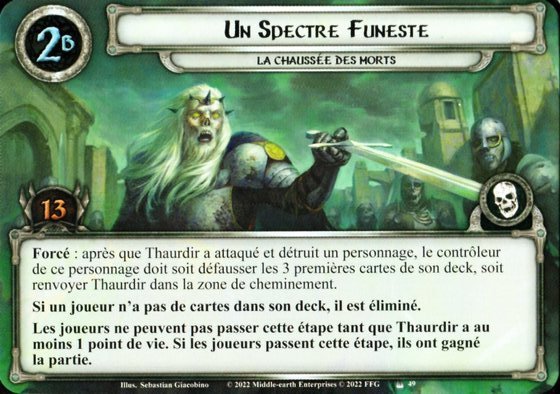 2B
UN SPECTRE FUNESTE
LA CHAUSSÉE DES MORTS
13
Forcé : après que Thaurdir a attaqué et détruit un personnage, le contrôleur
de ce personnage doit soit défausser les 3 premières cartes de son deck, soit
renvoyer Thaurdir dans la zone de cheminement.
Si un joueur n’a pas de cartes dans son deck, il est éliminé.
Les joueurs ne peuvent pas passer cette étape tant que Thaurdir a au
moins 1 point de vie. Si les joueurs passent cette étape, ils ont gagné
la partie.
Illus. Sebastian Giacobino © 2022 Middle-earth Enterprises © 2022 FFG 49